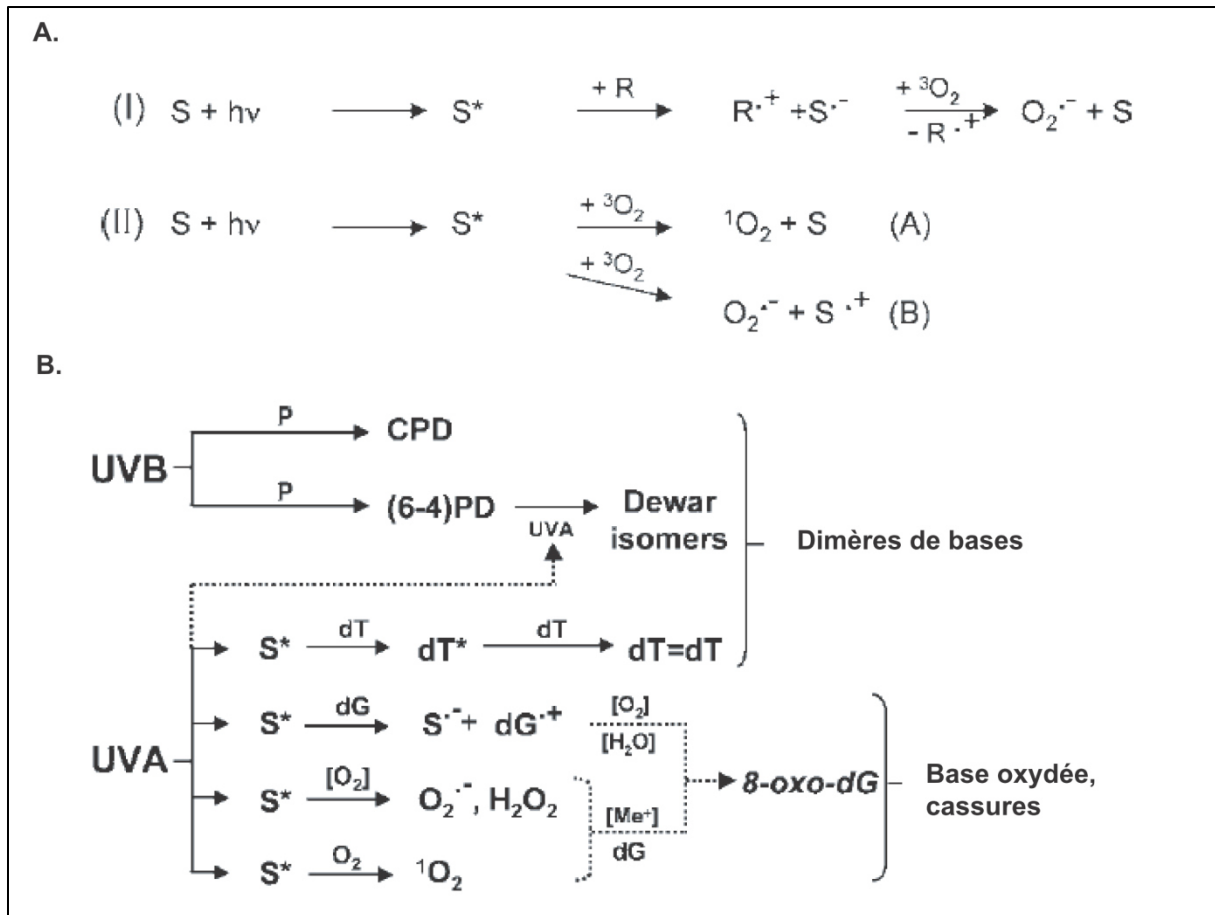 A.
(I) S + hν → S* + R → R·⁺ + S·⁻ + ³O₂ - R·⁺ → O₂·⁻ + S
(II) S + hν → S* + ³O₂ → ¹O₂ + S (A)
+ ³O₂ → O₂·⁻ + S·⁺ (B)
B.
UVB
P → CPD
P → (6-4)PD → UVA Dewar isomers
Dimères de bases
UVA
S* dT → dT* dT → dT=dT
S* dG → S·⁻ + dG·⁺ [O₂] [H₂O]
S* [O₂] → O₂·⁻, H₂O₂ [Me⁺] dG
8-oxo-dG
Base oxydée,
cassures
S* O₂ → ¹O₂